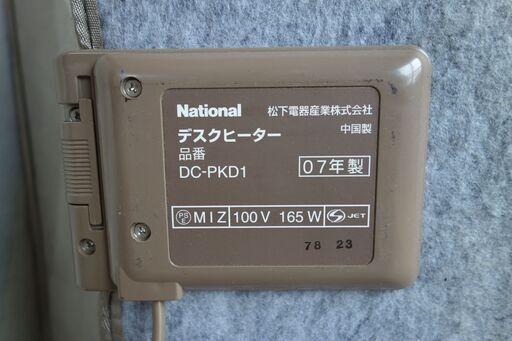 National 松下電器産業株式会社
デスクヒーター 中国製
品番
DC-PKD1 07年製
PSE MIZ 100V 165W S JET
78 23